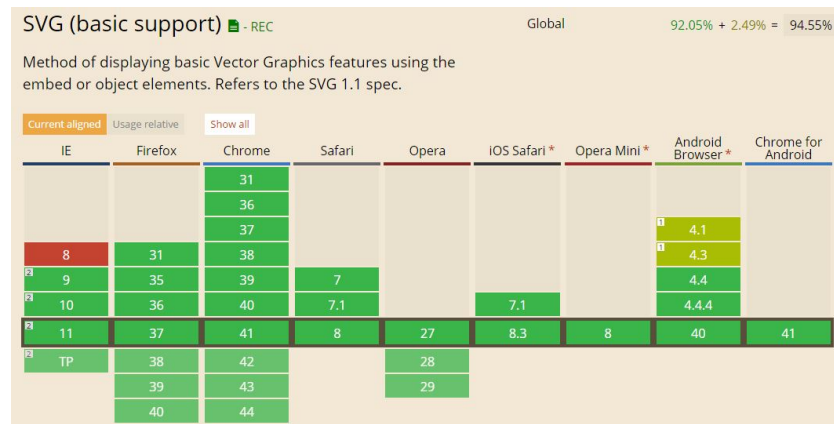 SVG (basic support) - REC Global 92.05% + 2.49% = 94.55%
Method of displaying basic Vector Graphics features using the
embed or object elements. Refers to the SVG 1.1 spec.
Current aligned Usage relative Show all
IE Firefox Chrome Safari Opera iOS Safari * Opera Mini * Android Browser * Chrome for Android
31
36
37 1 4.1
8 31 38 1 4.3
2 9 35 39 7 4.4
2 10 36 40 7.1 7.1 4.4.4
2 11 37 41 8 27 8.3 8 40 41
2 TP 38 42 28
39 43 29
40 44